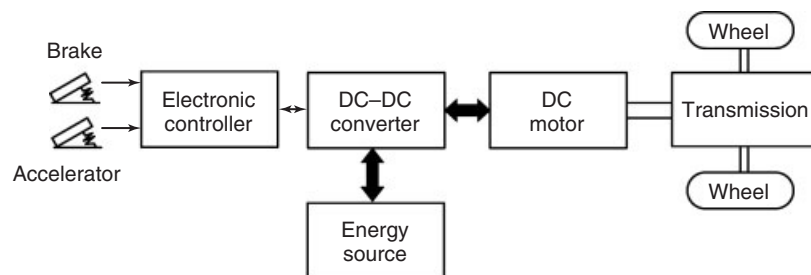 Wheel
Brake
Electronic
controller
DC–DC
converter
DC
motor
Transmission
Accelerator
Wheel
Energy
source